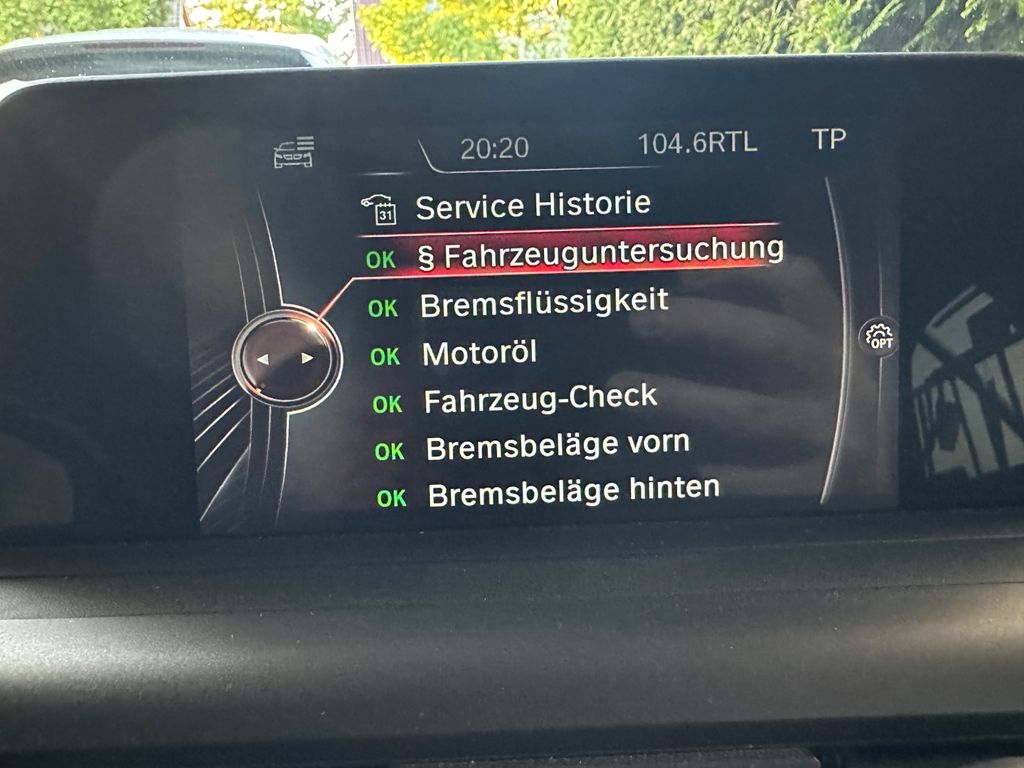 20:20 104.6RTL TP
31 Service Historie
OK § Fahrzeuguntersuchung
OK Bremsflüssigkeit
OPT
OK Motoröl
OK Fahrzeug-Check
OK Bremsbeläge vorn
OK Bremsbeläge hinten